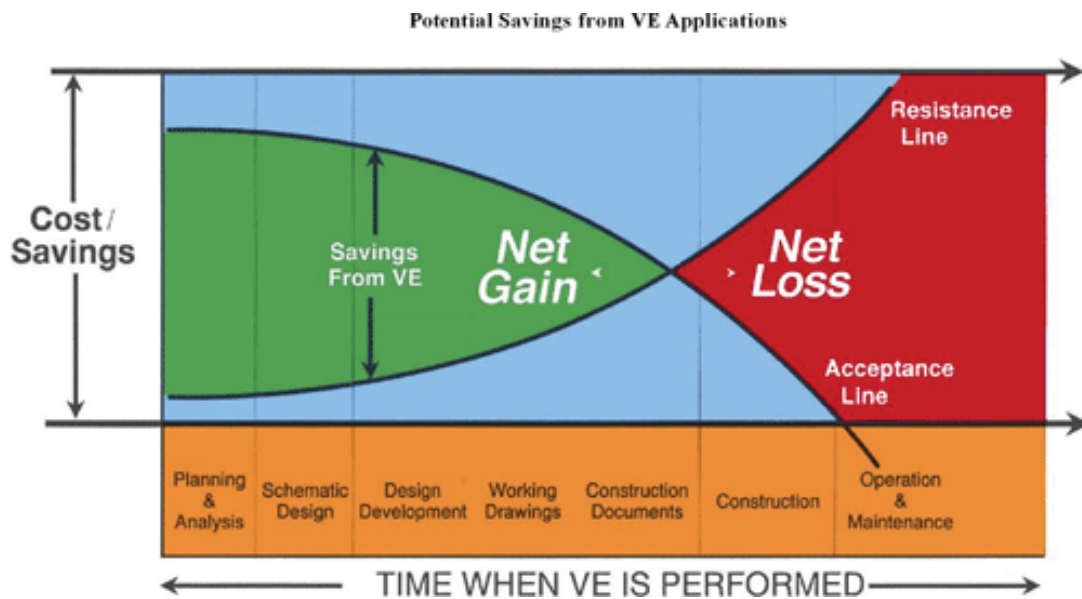 Potential Savings from VE Applications
Resistance
Line
Cost/
Savings
Savings
From VE
Net
Gain
Net
Loss
Acceptance
Line
Planning
&
Analysis
Schematic
Design
Design
Development
Working
Drawings
Construction
Documents
Construction
Operation
&
Maintenance
TIME WHEN VE IS PERFORMED